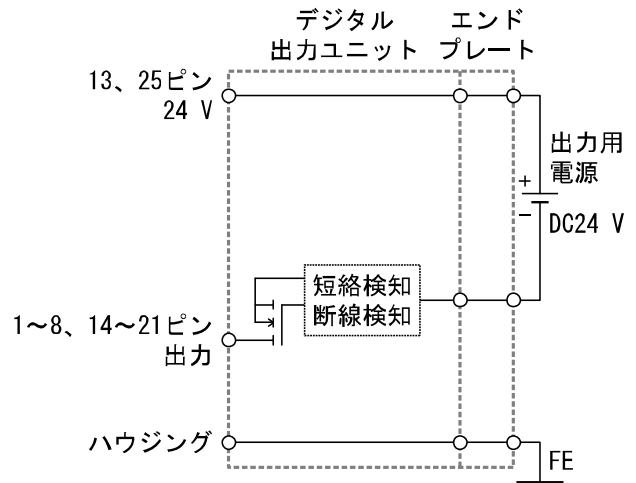 デジタル
出力ユニット
エンド
プレート
13、25ピン
24 V
出力用
電源
+
−
DC24 V
短絡検知
断線検知
1～8、14～21ピン
出力
ハウジング
FE